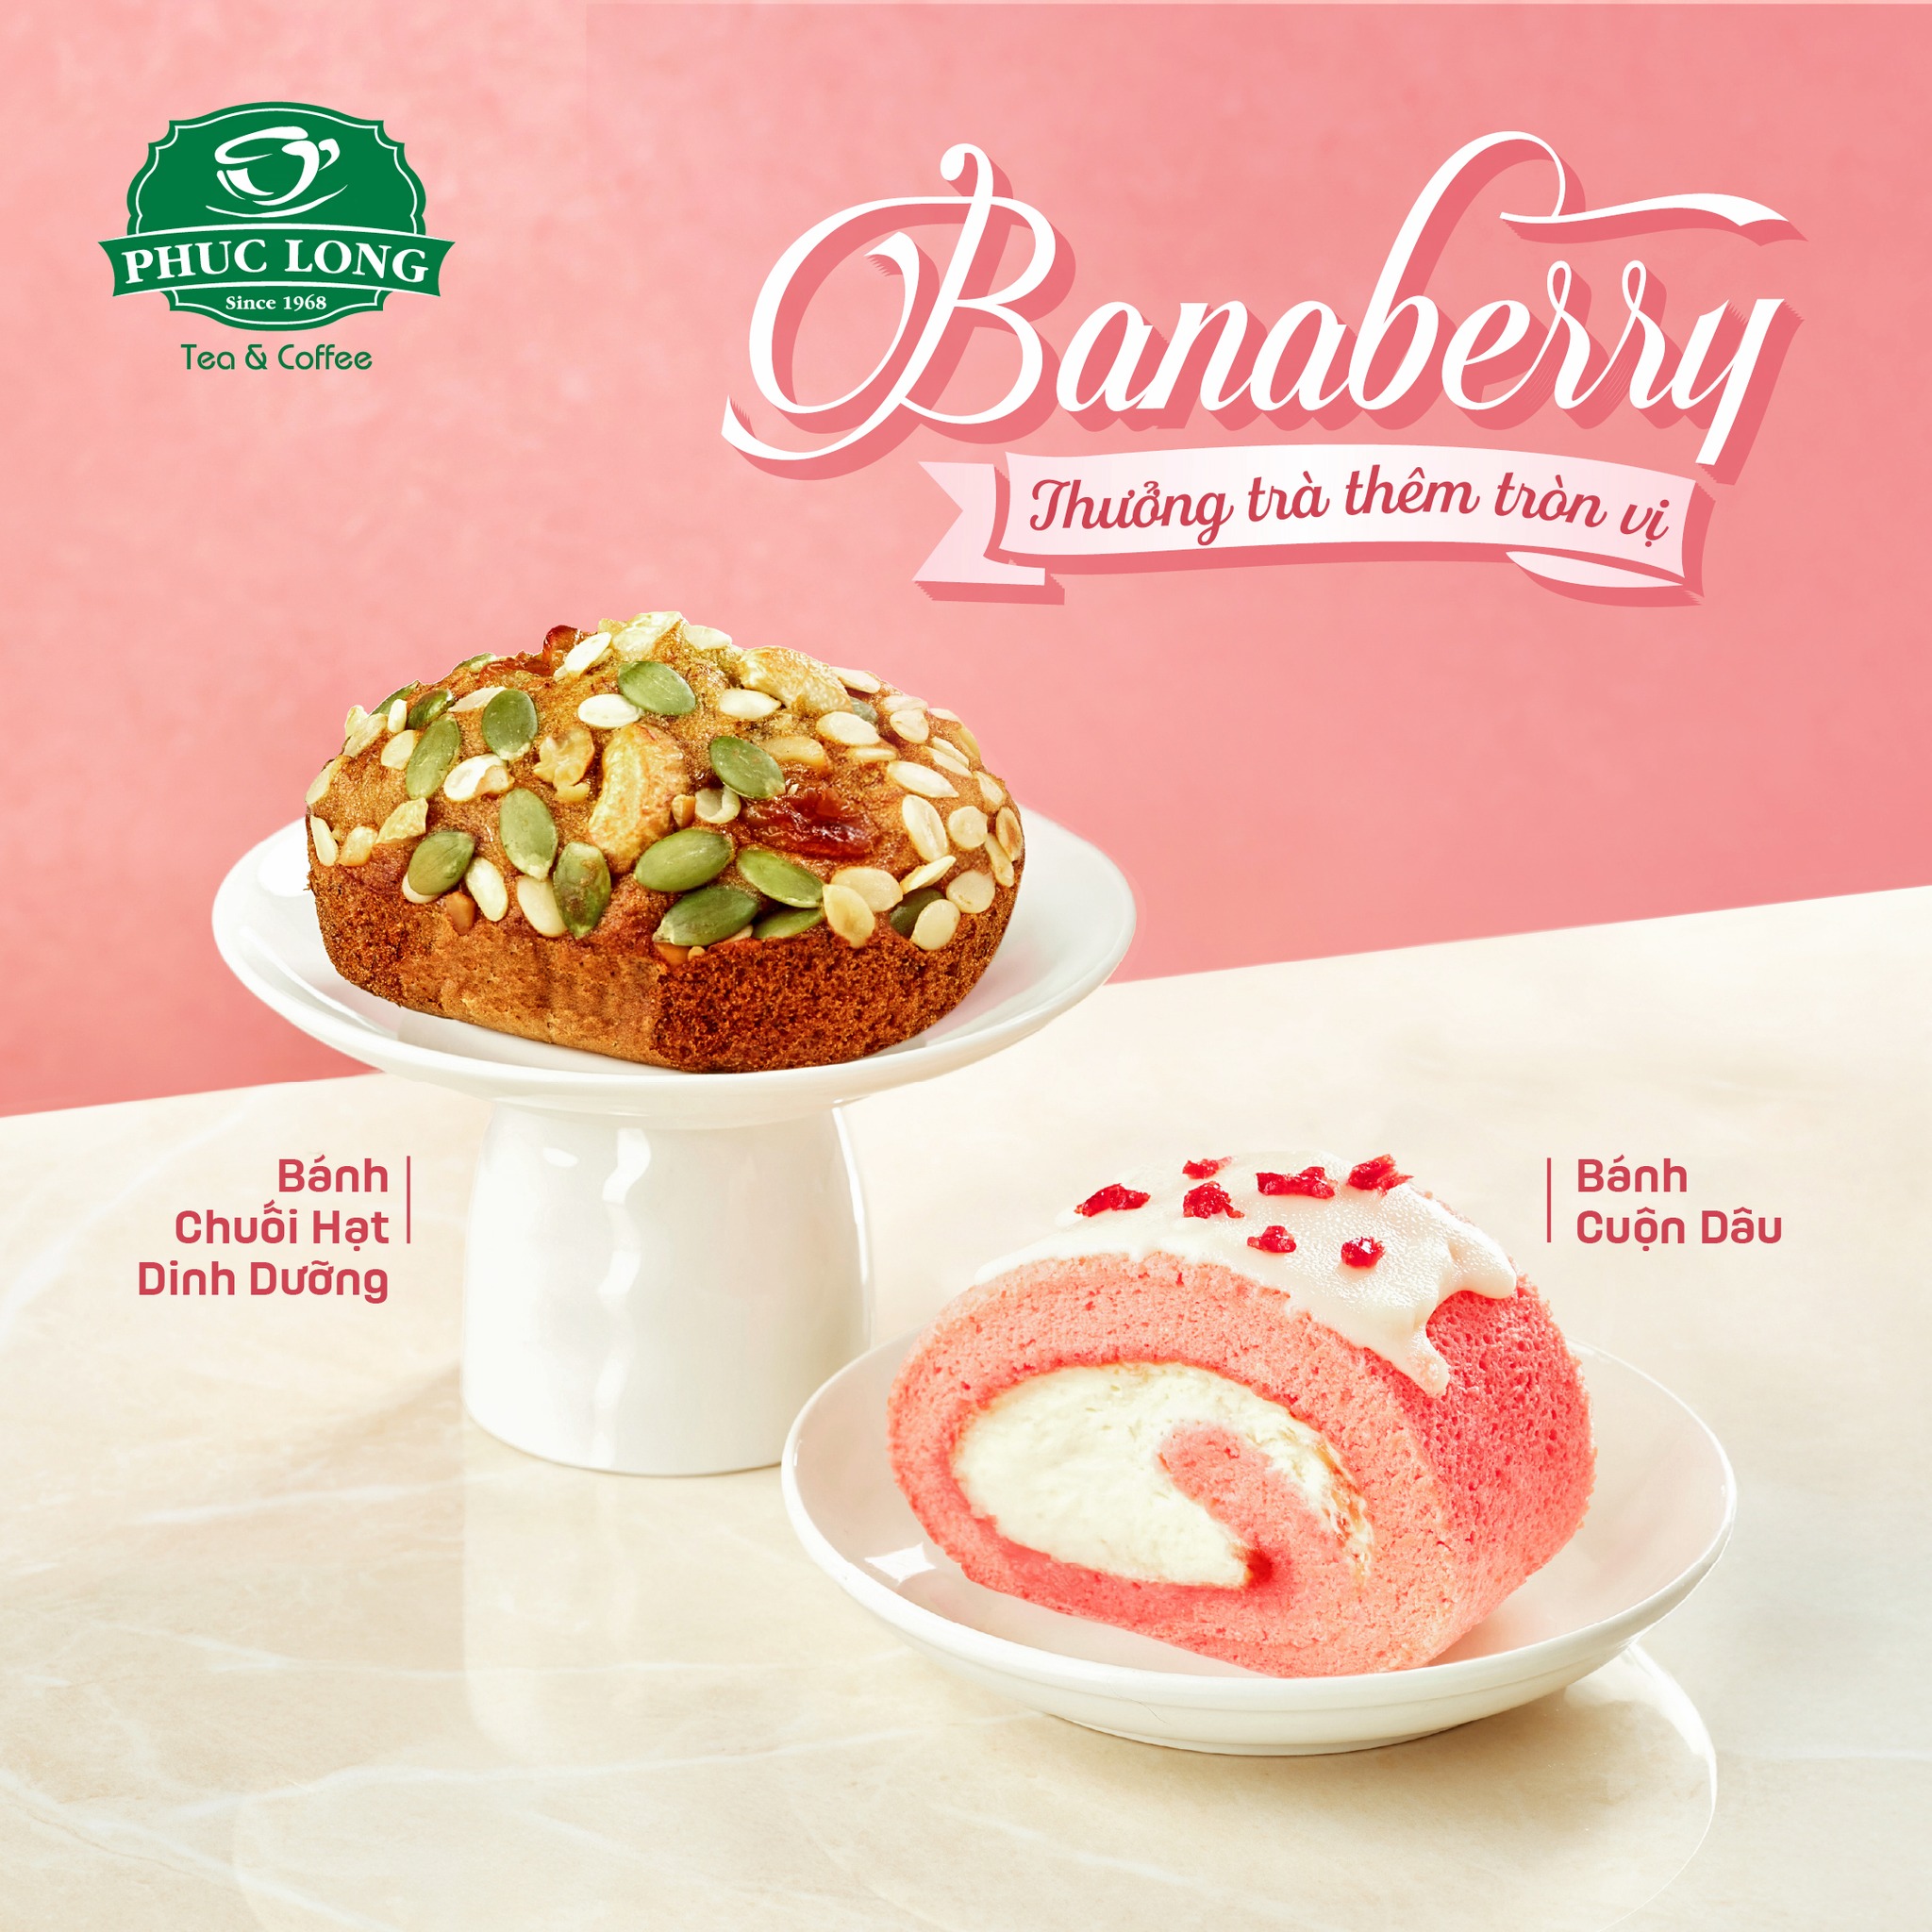 PHUC LONG
Since 1968
Tea & Coffee
Banaberry
Thưởng trà thêm tròn vị
Bánh
Chuối Hạt
Dinh Dưỡng
Bánh
Cuộn Dâu